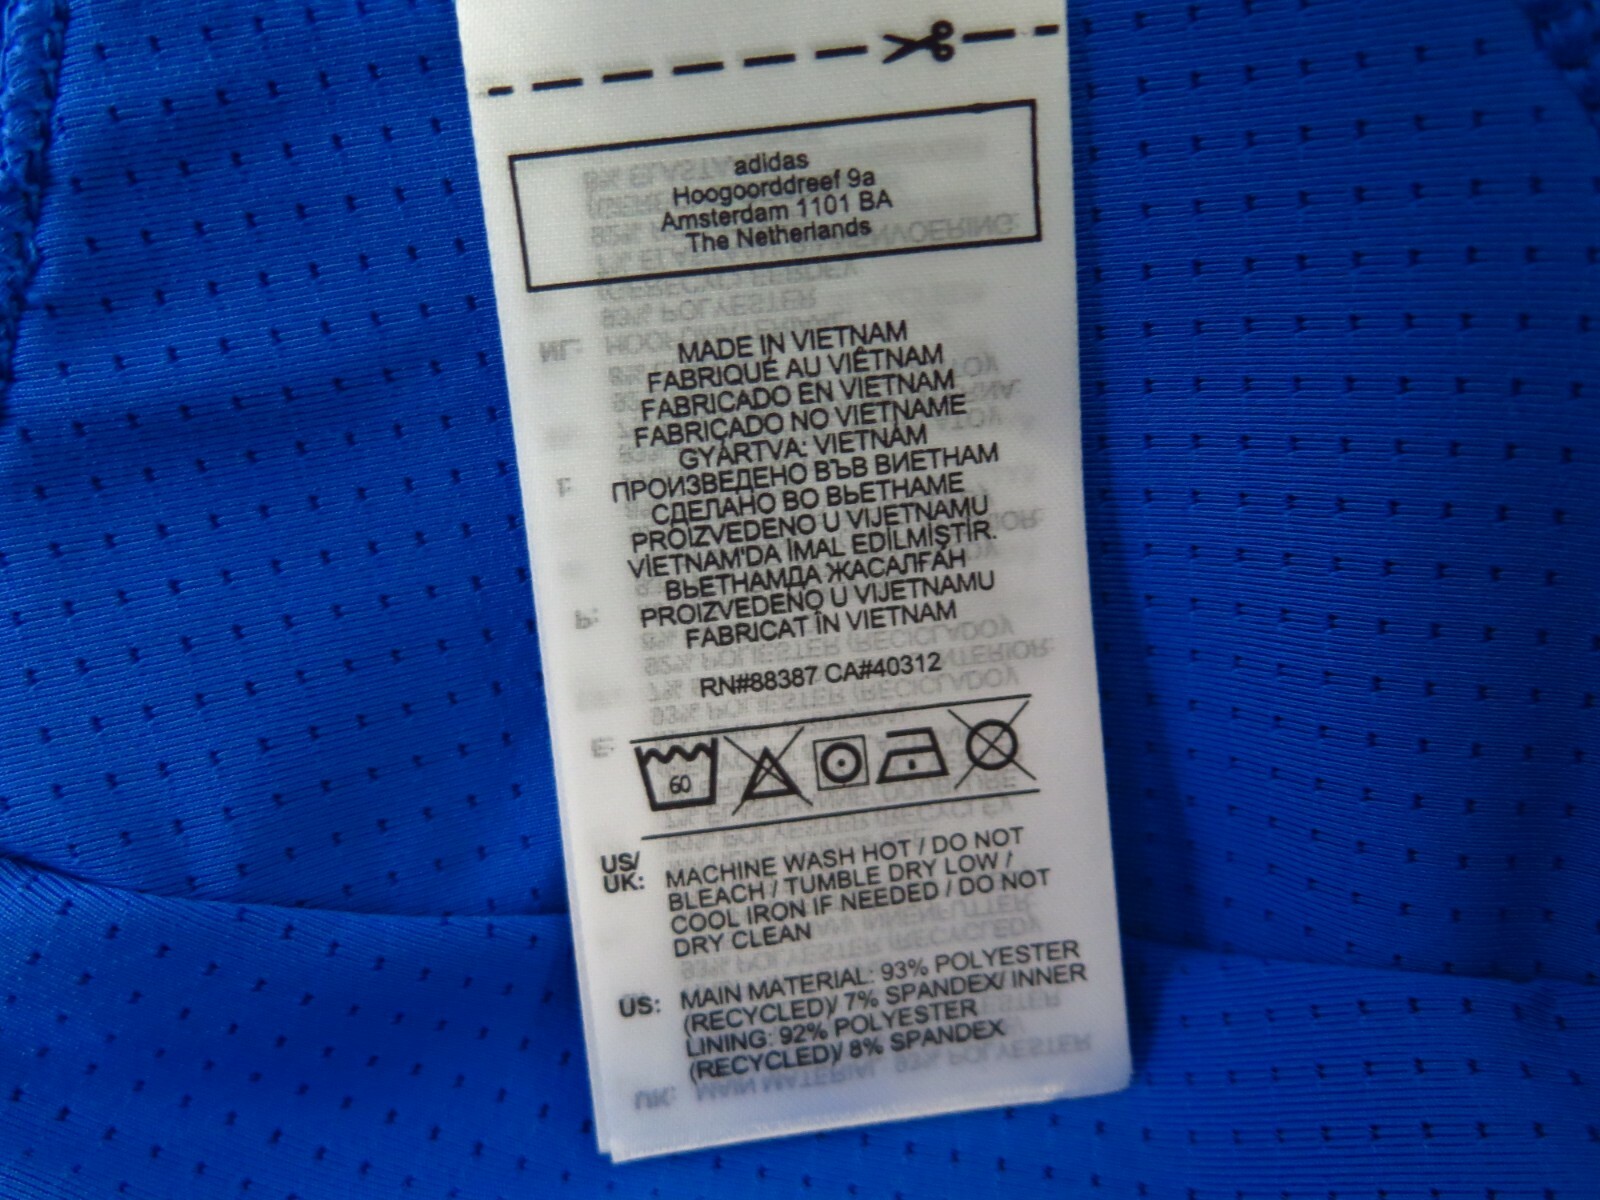 adidas
Hoogoorddreef 9a
Amsterdam 1101 BA
The Netherlands
MADE IN VIETNAM
FABRIQUÉ AU VIÊTNAM
FABRICADO EN VIETNAM
FABRICADO NO VIETNAME
GYÁRTVA: VIETNÁM
ПРОИЗВЕДЕНО ВЪВ ВИЕТНАМ
СДЕЛАНО ВО ВЬЕТНАМЕ
PROIZVEDENO U VIJETNAMU
VİETNAM'DA İMAL EDİLMİŞTİR.
ВЬЕТНАМДА ЖАСАЛҒАН
PROIZVEDENO U VIJETNAMU
FABRICAT ÎN VIETNAM
RN#88387 CA#40312
60
US/
UK: MACHINE WASH HOT / DO NOT
BLEACH / TUMBLE DRY LOW /
COOL IRON IF NEEDED / DO NOT
DRY CLEAN
US: MAIN MATERIAL: 93% POLYESTER
(RECYCLED)/ 7% SPANDEX/ INNER
LINING: 92% POLYESTER
(RECYCLED)/ 8% SPANDEX